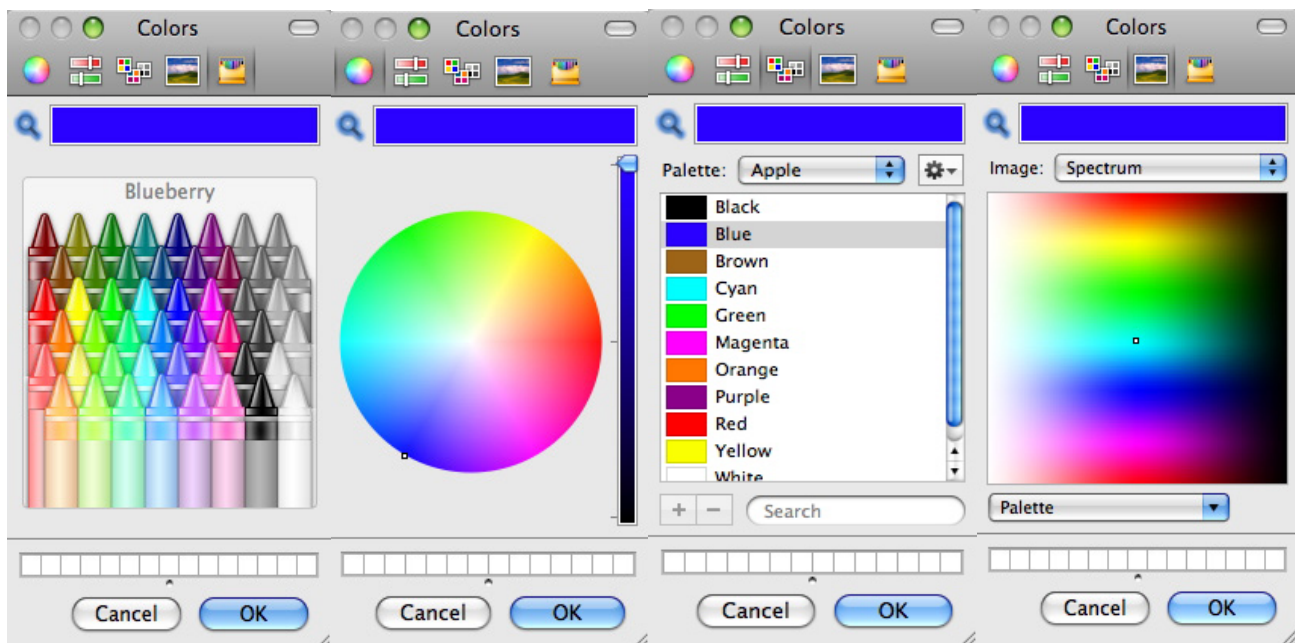 Colors
Blueberry
Cancel
OK
Colors
Cancel
OK
Colors
Palette:
Apple
Black
Blue
Brown
Cyan
Green
Magenta
Orange
Purple
Red
Yellow
White
+ −
Search
Cancel
OK
Colors
Image:
Spectrum
Palette
Cancel
OK